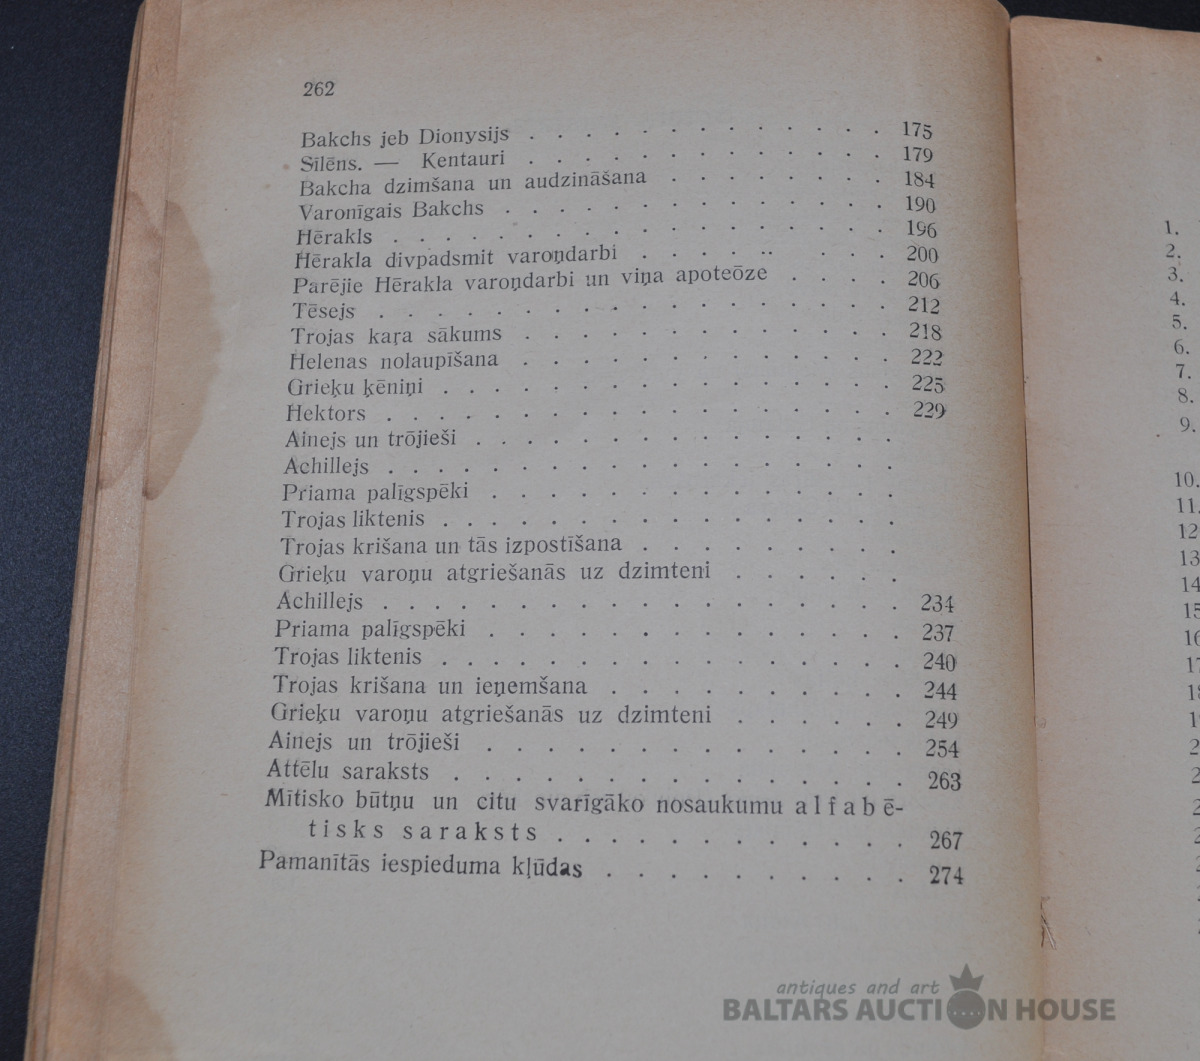 262
Bakchs jeb Dionysijs . . . . . . . . . . . . . 175
Sīlēns. — Kentauri . . . . . . . . . . . . . 179
Bakcha dzimšana un audzināšana . . . . . . . . 184
Varonīgais Bakchs . . . . . . . . . . . . . . 190
Hērakls . . . . . . . . . . . . . . . . . . 196
Hērakla divpadsmit varoņdarbi . . . . . . . . . 200
Parējie Hērakla varoņdarbi un viņa apoteōze . . . . 206
Tēsejs . . . . . . . . . . . . . . . . . . 212
Trojas kaŗa sākums . . . . . . . . . . . . . 218
Helenas nolaupīšana . . . . . . . . . . . . . 222
Grieķu ķēniņi . . . . . . . . . . . . . . . . 225
Hektors . . . . . . . . . . . . . . . . . . 229
Ainejs un trōjieši . . . . . . . . . . . . . . .
Achillejs . . . . . . . . . . . . . . . . . .
Priama palīgspēki . . . . . . . . . . . . . .
Trojas liktenis . . . . . . . . . . . . . . . .
Trojas krišana un tās izpostīšana . . . . . . . . .
Grieķu varoņu atgriešanās uz dzimteni . . . . . .
Achillejs . . . . . . . . . . . . . . . . . . 234
Priama palīgspēki . . . . . . . . . . . . . . 237
Trojas liktenis . . . . . . . . . . . . . . . . 240
Trojas krišana un ieņemšana . . . . . . . . . . 244
Grieķu varoņu atgriešanās uz dzimteni . . . . . . 249
Ainejs un trōjieši . . . . . . . . . . . . . . 254
Attēlu saraksts . . . . . . . . . . . . . . . 263
Mītisko būtņu un citu svarīgāko nosaukumu alfabē-
tisks saraksts . . . . . . . . . . . . 267
Pamanītās iespieduma kļūdas . . . . . . . . . . 274
1.
2.
3.
4.
5.
6.
7.
8.
9.
10.
11.
12
13
14
15
16
17
antiques and art
BALTARS AUCTION HOUSE